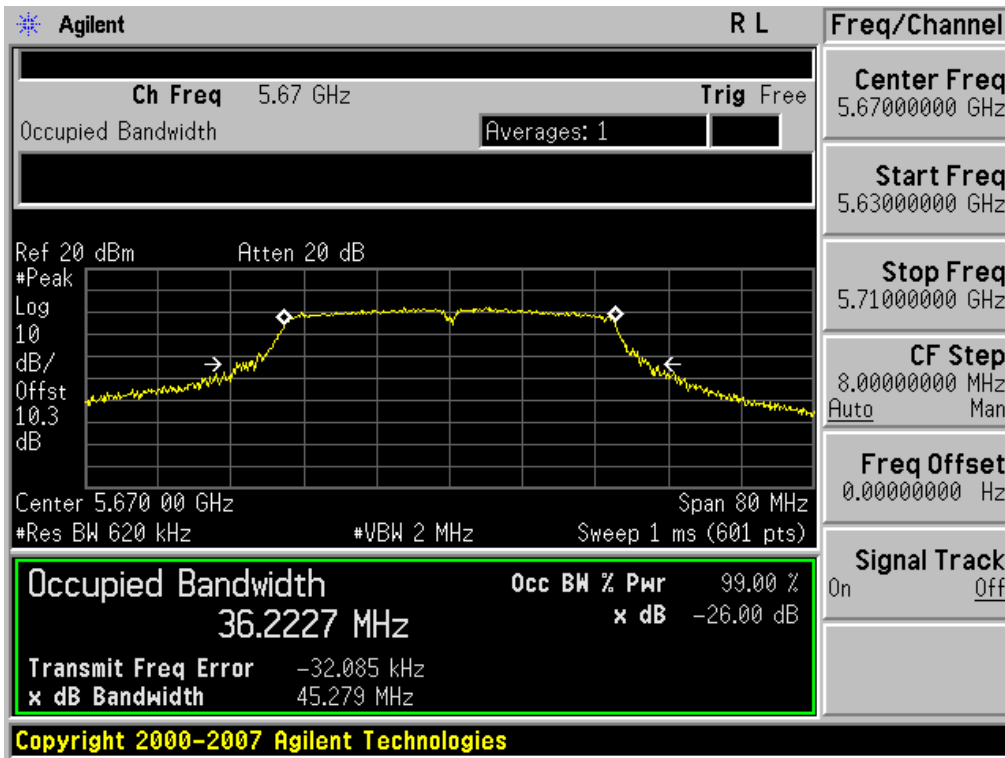 Agilent R L
Ch Freq 5.67 GHz Trig Free
Occupied Bandwidth Averages: 1
Ref 20 dBm Atten 20 dB
#Peak
Log
10
dB/
Offst
10.3
dB
Center 5.670 00 GHz Span 80 MHz
#Res BW 620 kHz #VBW 2 MHz Sweep 1 ms (601 pts)
Occupied Bandwidth Occ BW % Pwr 99.00 %
36.2227 MHz x dB -26.00 dB
Transmit Freq Error -32.085 kHz
x dB Bandwidth 45.279 MHz
Copyright 2000-2007 Agilent Technologies
Freq/Channel
Center Freq
5.67000000 GHz
Start Freq
5.63000000 GHz
Stop Freq
5.71000000 GHz
CF Step
8.00000000 MHz
Auto Man
Freq Offset
0.00000000 Hz
Signal Track
On Off